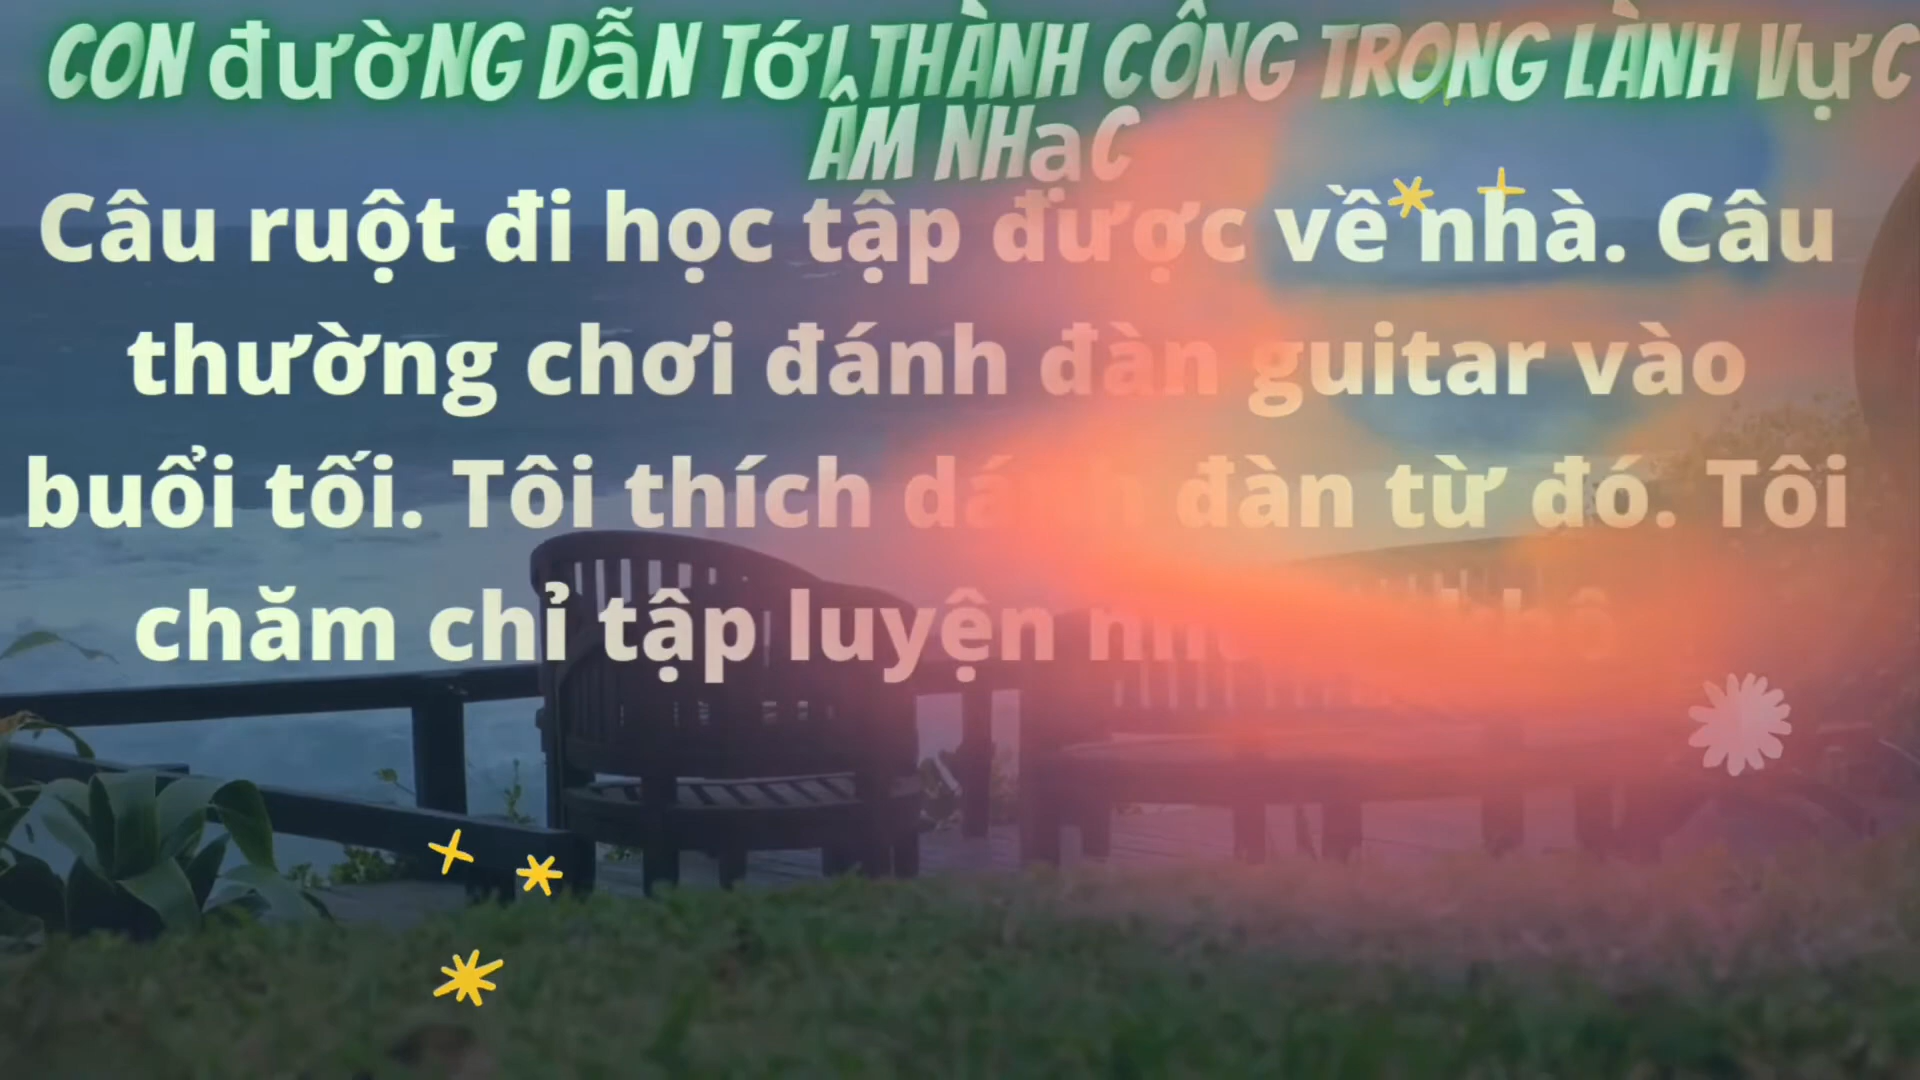 CON đườNG DẪN TớI THÀNH CÔNG TRONG LÀNH VựC
ÂM NHạC
Câu ruột đi học tập được về nhà. Câu
thường chơi đánh đàn guitar vào
buổi tối. Tôi thích đàn từ đó. Tôi
chăm chỉ tập luyện